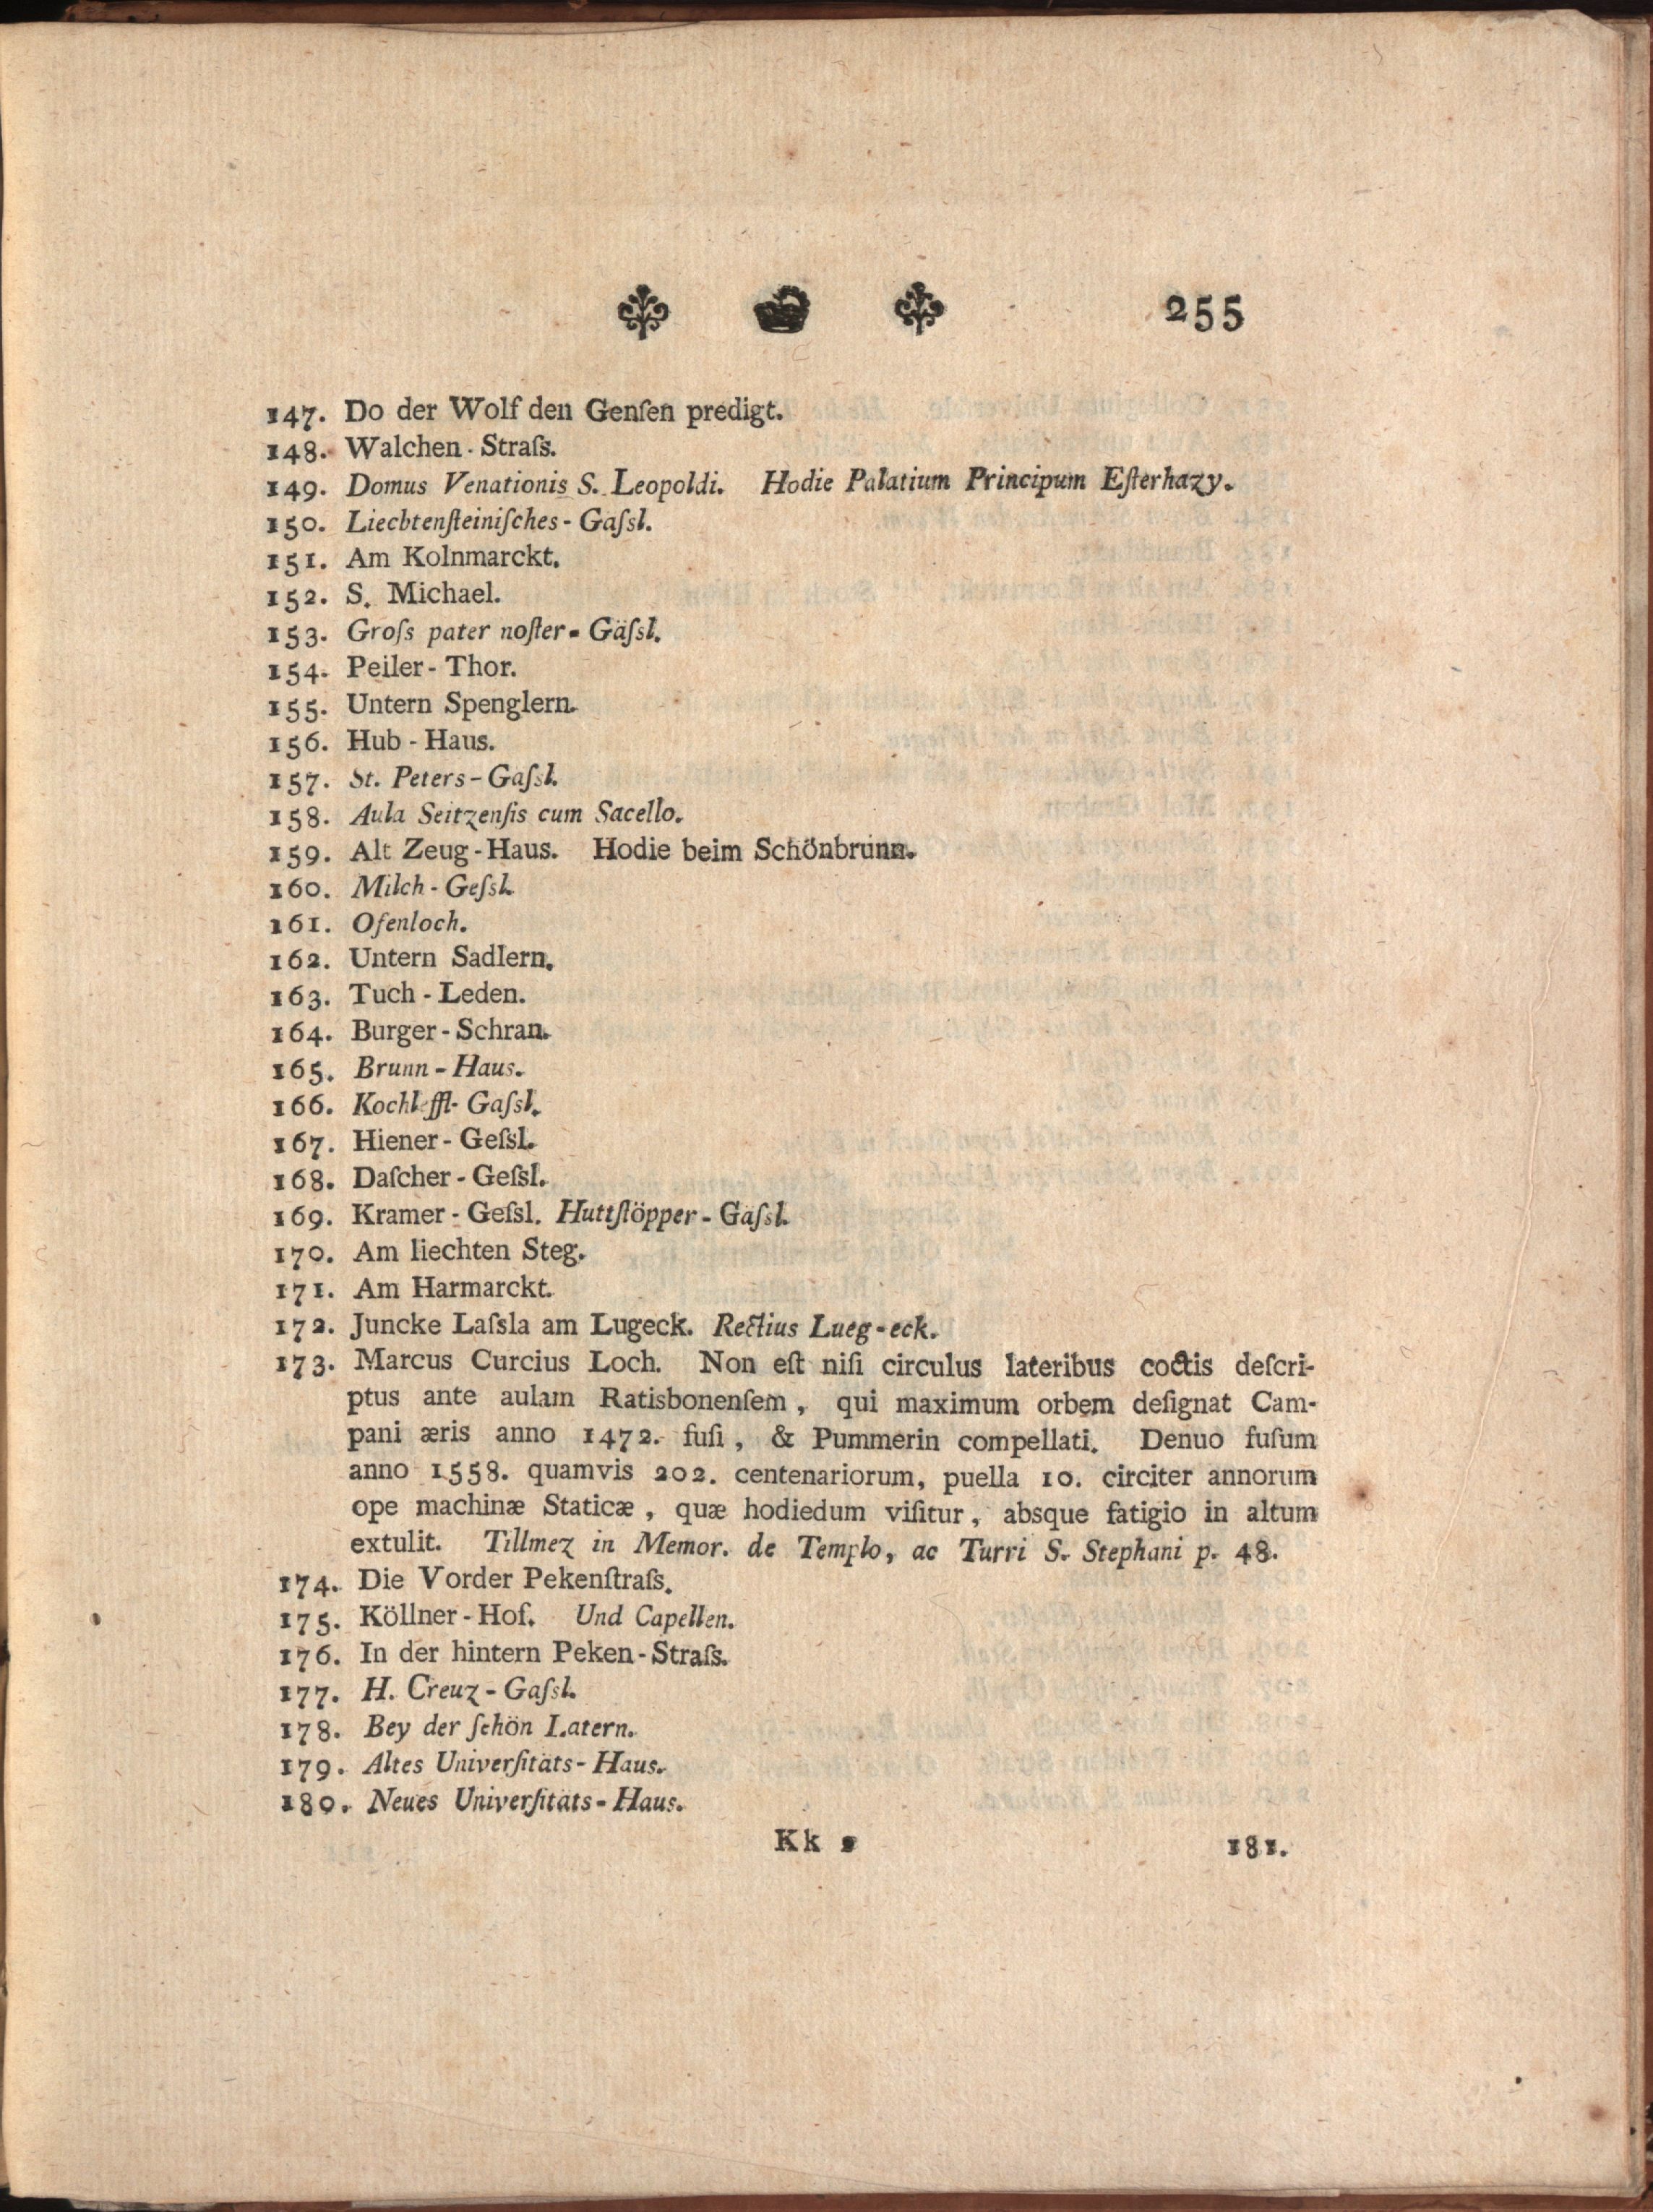 255
147. Do der Wolf den Genſen predigt.
148. Walchen-Straſs.
149. Domus Venationis S. Leopoldi. Hodie Palatium Principum Eſterhazy.
150. Liechtenſteiniſches-Gaſsl.
151. Am Kolnmarckt.
152. S. Michael.
153. Groſs pater noſter-Gäſsl.
154. Peiler-Thor.
155. Untern Spenglern.
156. Hub-Haus.
157. St. Peters-Gaſsl.
158. Aula Seitzenſis cum Sacello.
159. Alt Zeug-Haus. Hodie beim Schönbrunn.
160. Milch-Geſsl.
161. Ofenloch.
162. Untern Sadlern.
163. Tuch-Leden.
164. Burger-Schran.
165. Brunn-Haus.
166. Kochleffl-Gaſsl.
167. Hiener-Geſsl.
168. Daſcher-Geſsl.
169. Kramer-Geſsl. Huttſtöpper-Gäſsl.
170. Am liechten Steg.
171. Am Harmarckt.
172. Juncke Laſsla am Lugeck. Rectius Lueg-eck.
173. Marcus Curcius Loch. Non eſt niſi circulus lateribus coctis deſcri-
ptus ante aulam Ratisbonenſem, qui maximum orbem deſignat Cam-
pani æris anno 1472. fuſi, & Pummerin compellati. Denuo fuſum
anno 1558. quamvis 202. centenariorum, puella 10. circiter annorum
ope machinæ Staticæ, quæ hodiedum viſitur, absque fatigio in altum
extulit. Tillmez in Memor. de Templo, ac Turri S. Stephani p. 48.
174. Die Vorder Pekenſtraſs.
175. Köllner-Hof. Und Capellen.
176. In der hintern Peken-Straſs.
177. H. Creuz-Gaſsl.
178. Bey der ſchön Latern.
179. Altes Univerſitäts-Haus.
180. Neues Univerſitäts-Haus.
Kk
181.